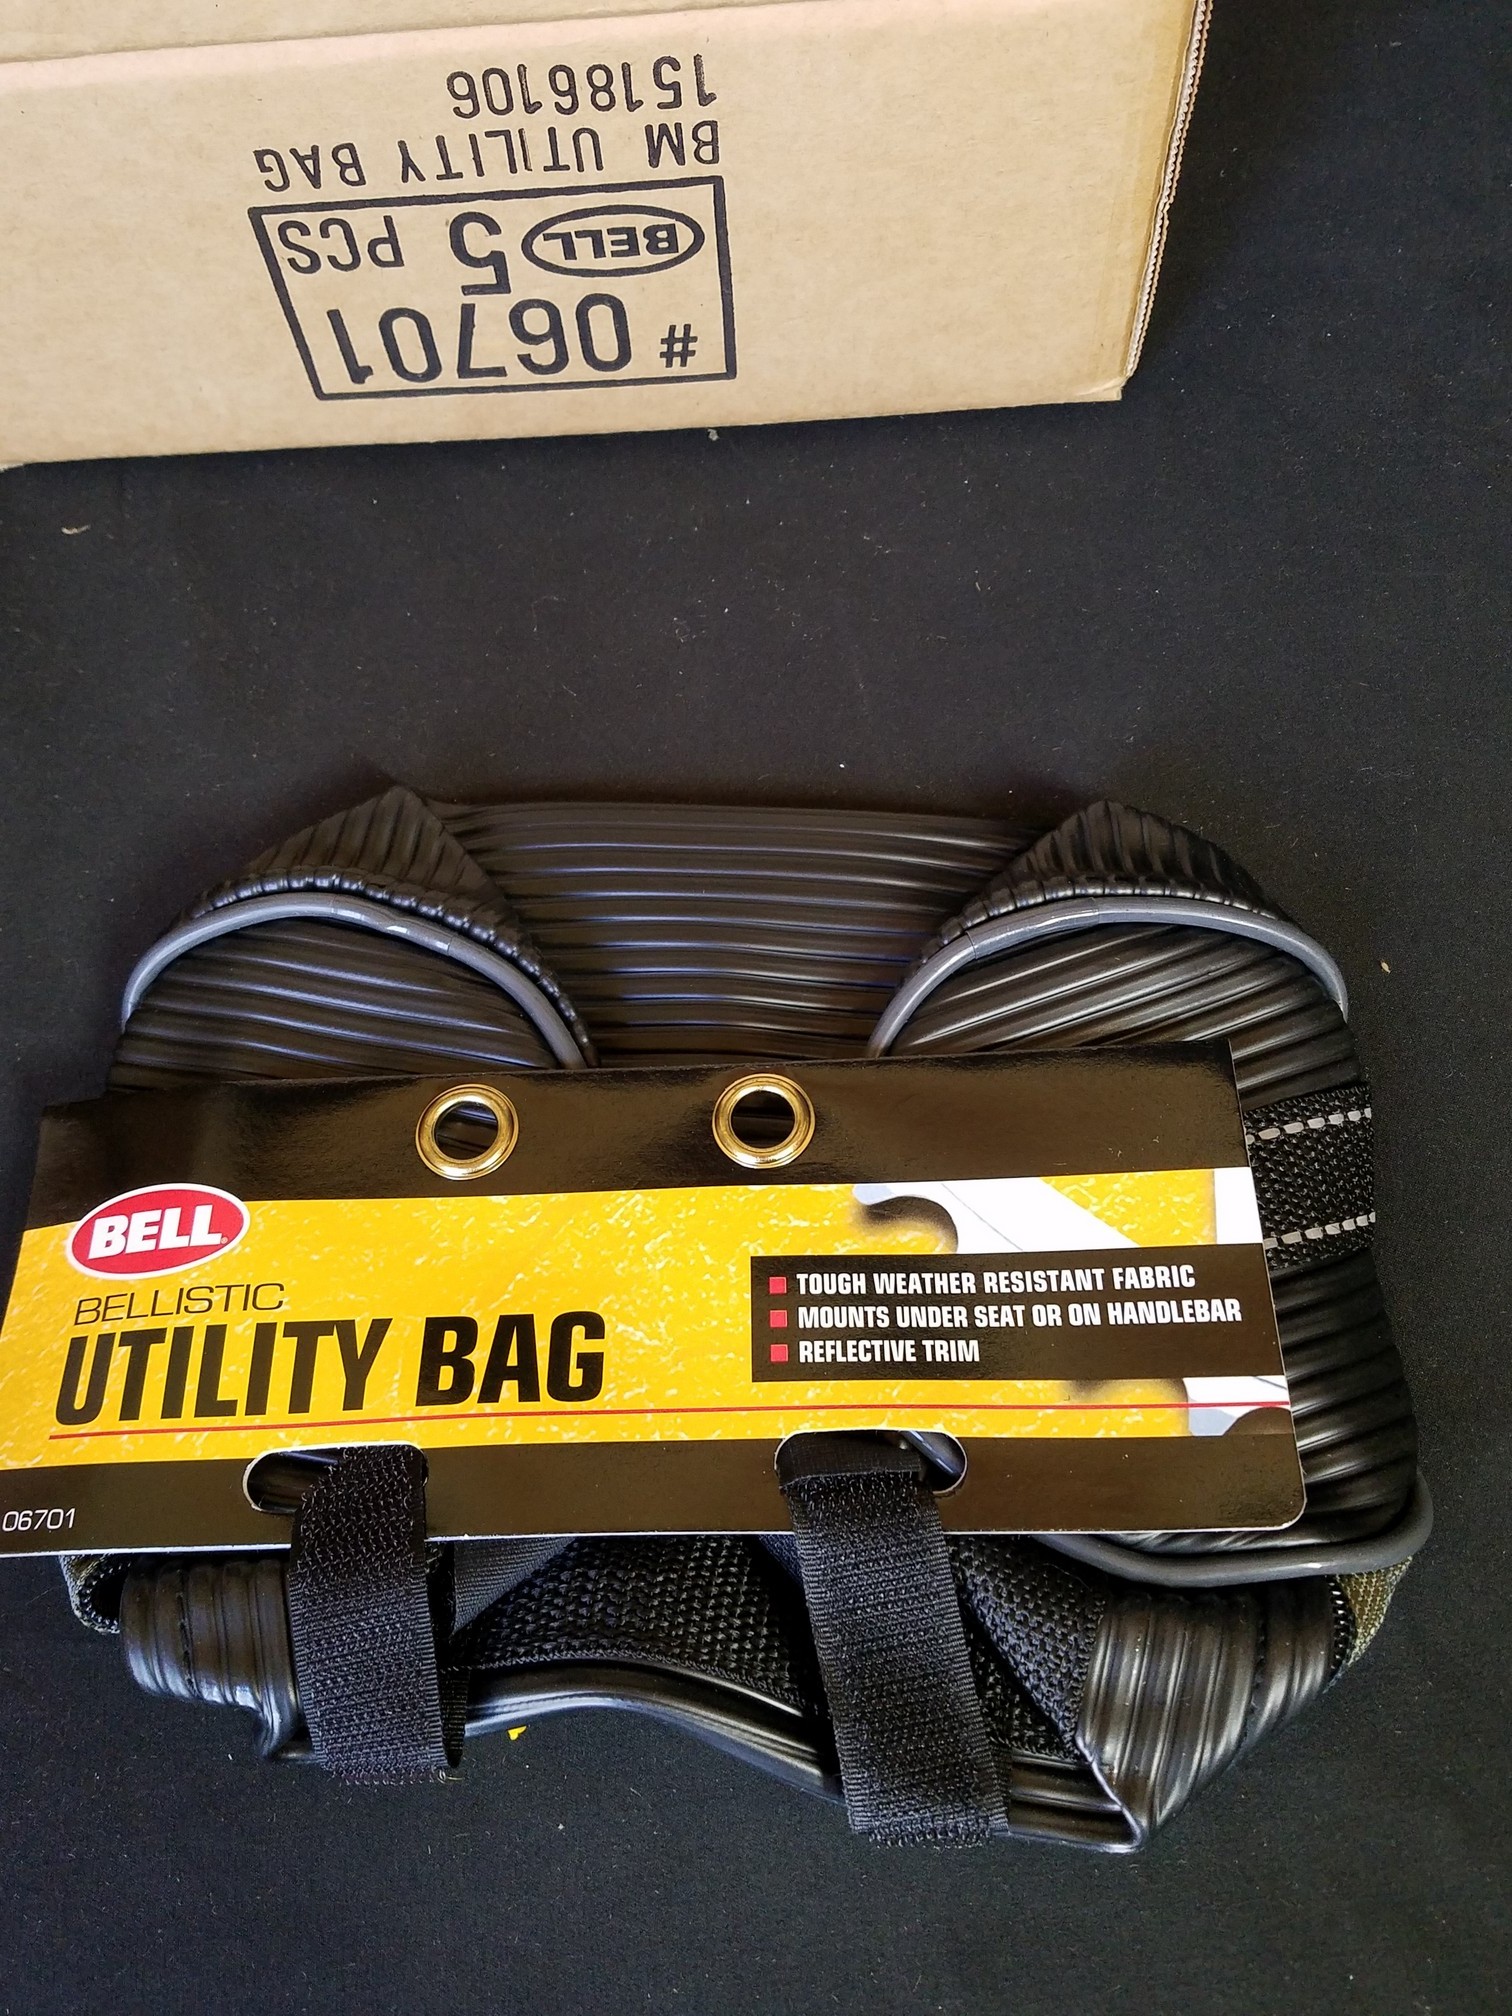 # 06701
BELL 5 PCS
BM UTILITY BAG
15186106
BELL
BELLISTIC
UTILITY BAG
TOUGH WEATHER RESISTANT FABRIC
MOUNTS UNDER SEAT OR ON HANDLEBAR
REFLECTIVE TRIM
06701